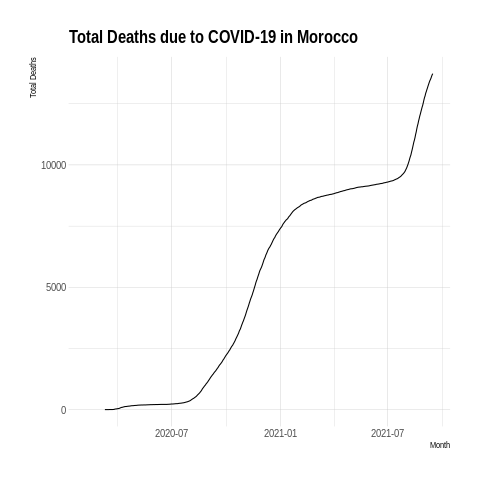 Total Deaths due to COVID-19 in Morocco
Total Deaths
10000
5000
0
2020-07
2021-01
2021-07
Month